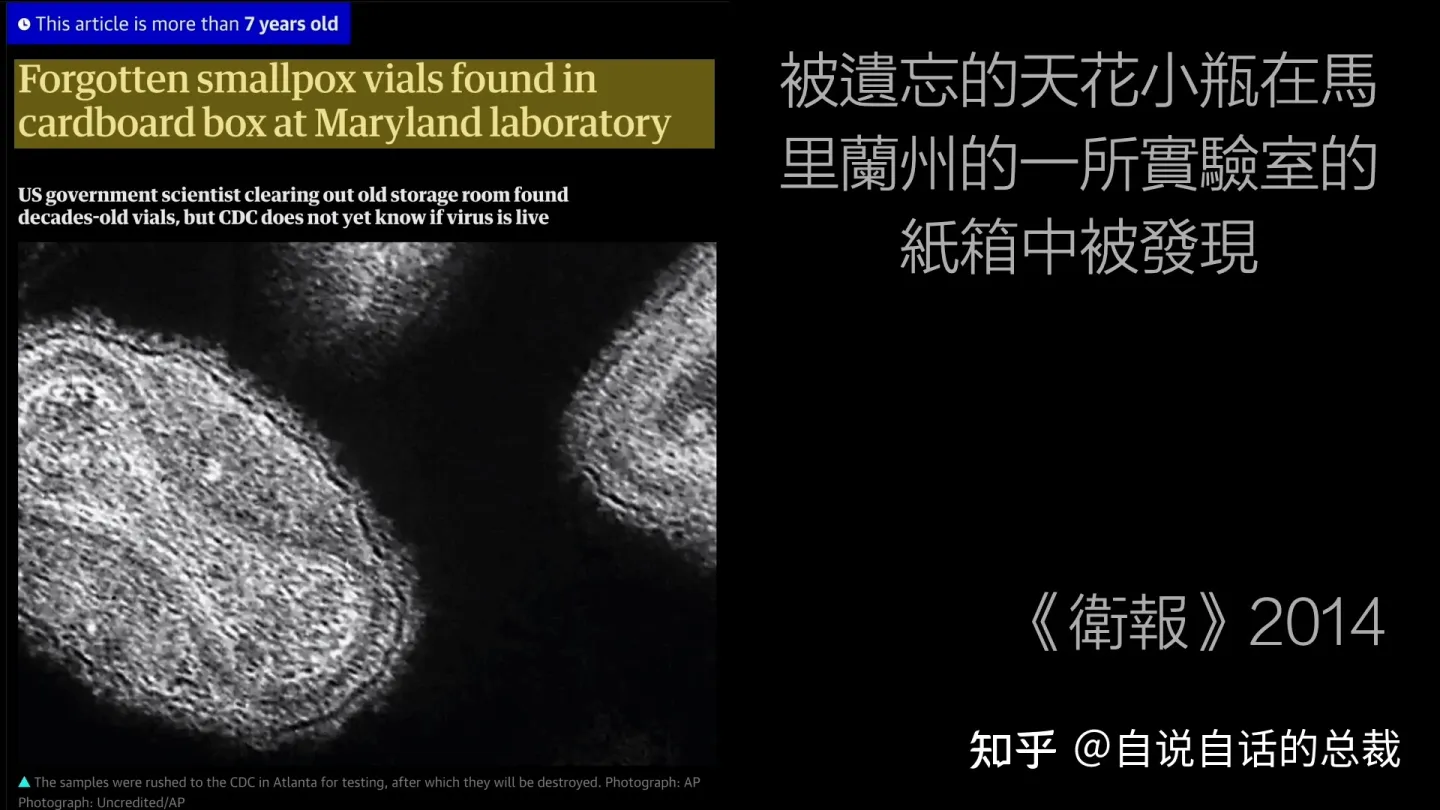 This article is more than 7 years old
Forgotten smallpox vials found in
cardboard box at Maryland laboratory
US government scientist clearing out old storage room found
decades-old vials, but CDC does not yet know if virus is live
The samples were rushed to the CDC in Atlanta for testing, after which they will be destroyed. Photograph: AP
Photograph: Uncredited/AP
被遺忘的天花小瓶在馬
里蘭州的一所實驗室的
紙箱中被發現
《衛報》2014
知乎 @自说自话的总裁